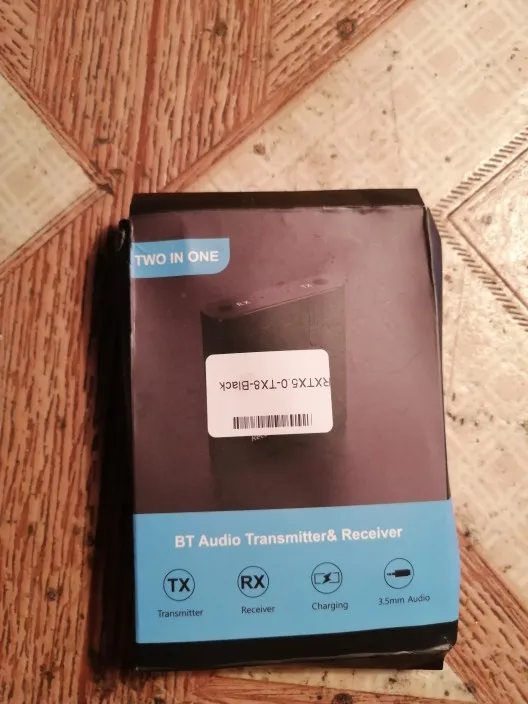 TWO IN ONE
RX
TX
RXTX5.0-TX8-Black
BT Audio Transmitter& Receiver
TX
RX
Transmitter
Receiver
Charging
3.5mm Audio